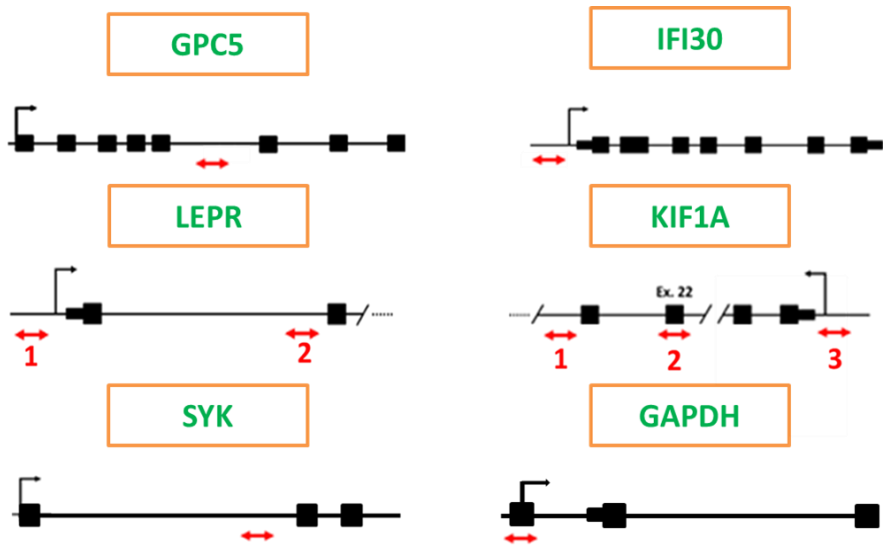 GPC5
IFI30
LEPR
KIF1A
Ex. 22
1
2
1
2
3
SYK
GAPDH